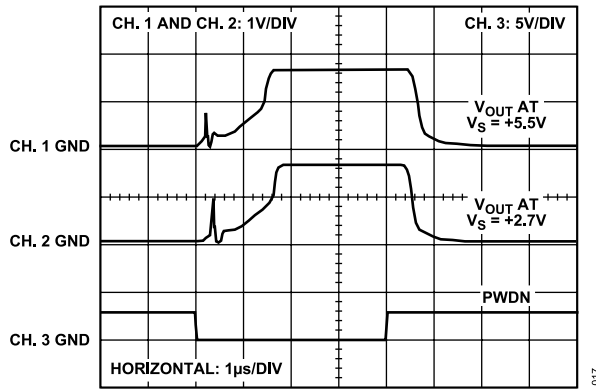 CH. 1 AND CH. 2: 1V/DIV
CH. 3: 5V/DIV
VOUT AT
VS = +5.5V
CH. 1 GND
VOUT AT
VS = +2.7V
CH. 2 GND
PWDN
CH. 3 GND
HORIZONTAL: 1µs/DIV
017